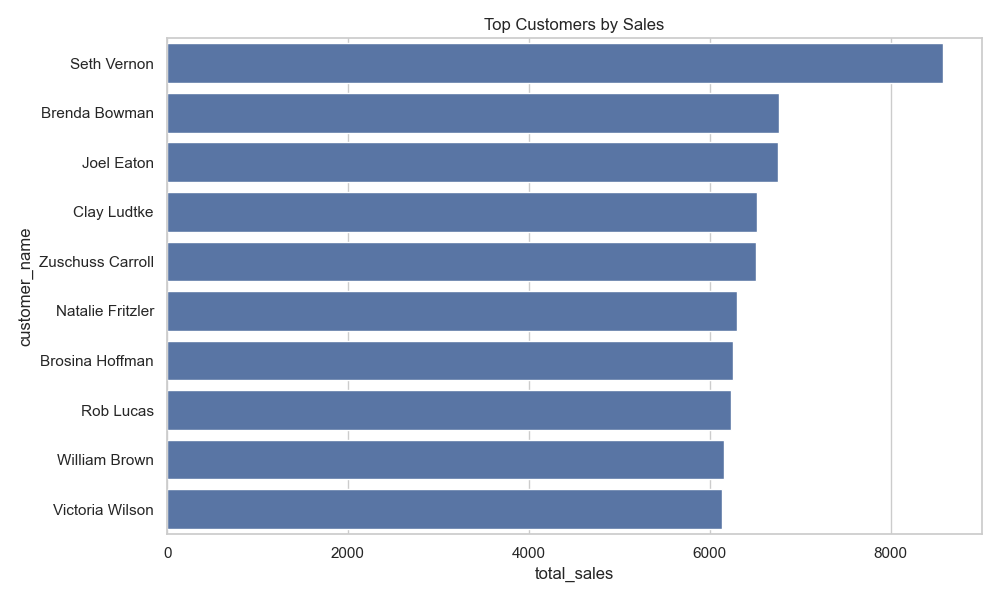 Top Customers by Sales
customer_name
Seth Vernon
Brenda Bowman
Joel Eaton
Clay Ludtke
Zuschuss Carroll
Natalie Fritzler
Brosina Hoffman
Rob Lucas
William Brown
Victoria Wilson
0 2000 4000 6000 8000
total_sales